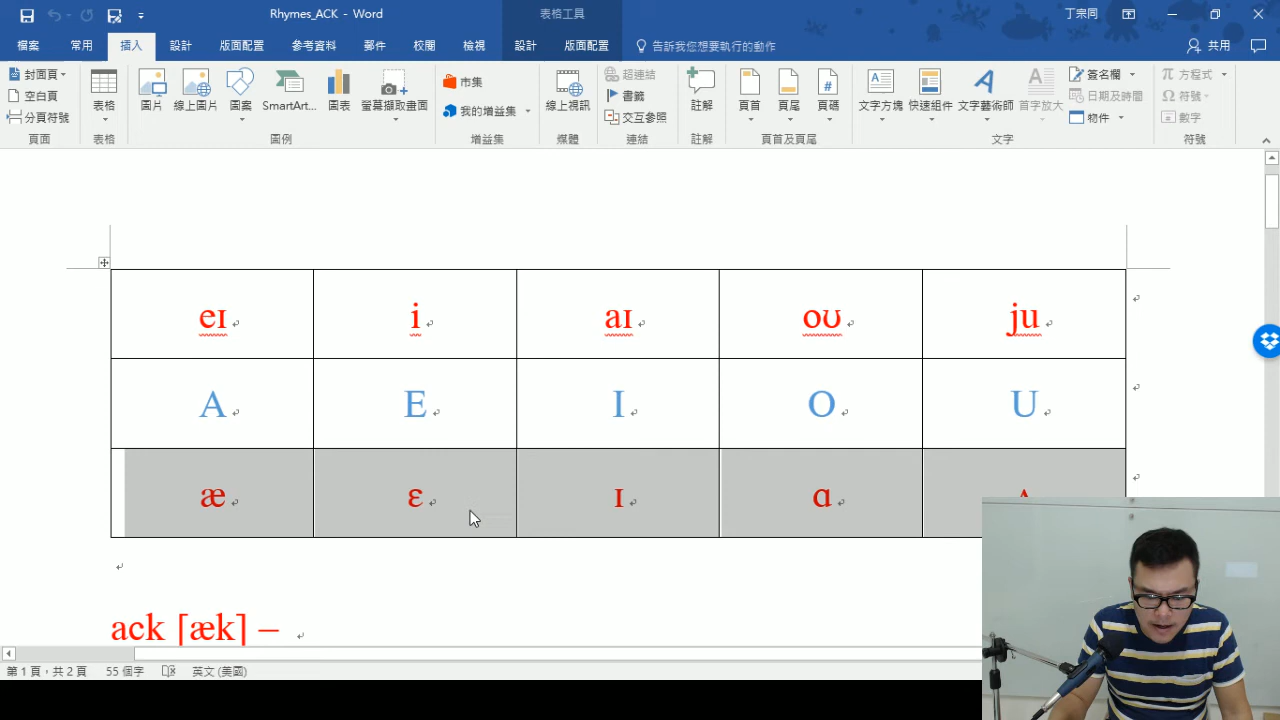 Rhymes_ACK - Word
表格工具
丁宗同
檔案 常用 插入 設計 版面配置 參考資料 郵件 校閱 檢視 設計 版面配置 告訴我您想要執行的動作 共用
封面頁
空白頁
分頁符號
頁面
表格
表格
圖片 線上圖片 圖案 SmartArt... 圖表 螢幕擷取畫面
圖例
市集
我的增益集
增益集
線上視訊
媒體
超連結
書籤
交互參照
連結
註解
註解
頁首 頁尾 頁碼
頁首及頁尾
文字方塊 快速組件 文字藝術師 首字放大
簽名欄
日期及時間
物件
文字
π 方程式
Ω 符號
數字
符號
eɪ i aɪ oʊ ju
A E I O U
æ ɛ ɪ ɑ
ack [æk] –
第 1 頁，共 2 頁 55 個字 英文 (美國)